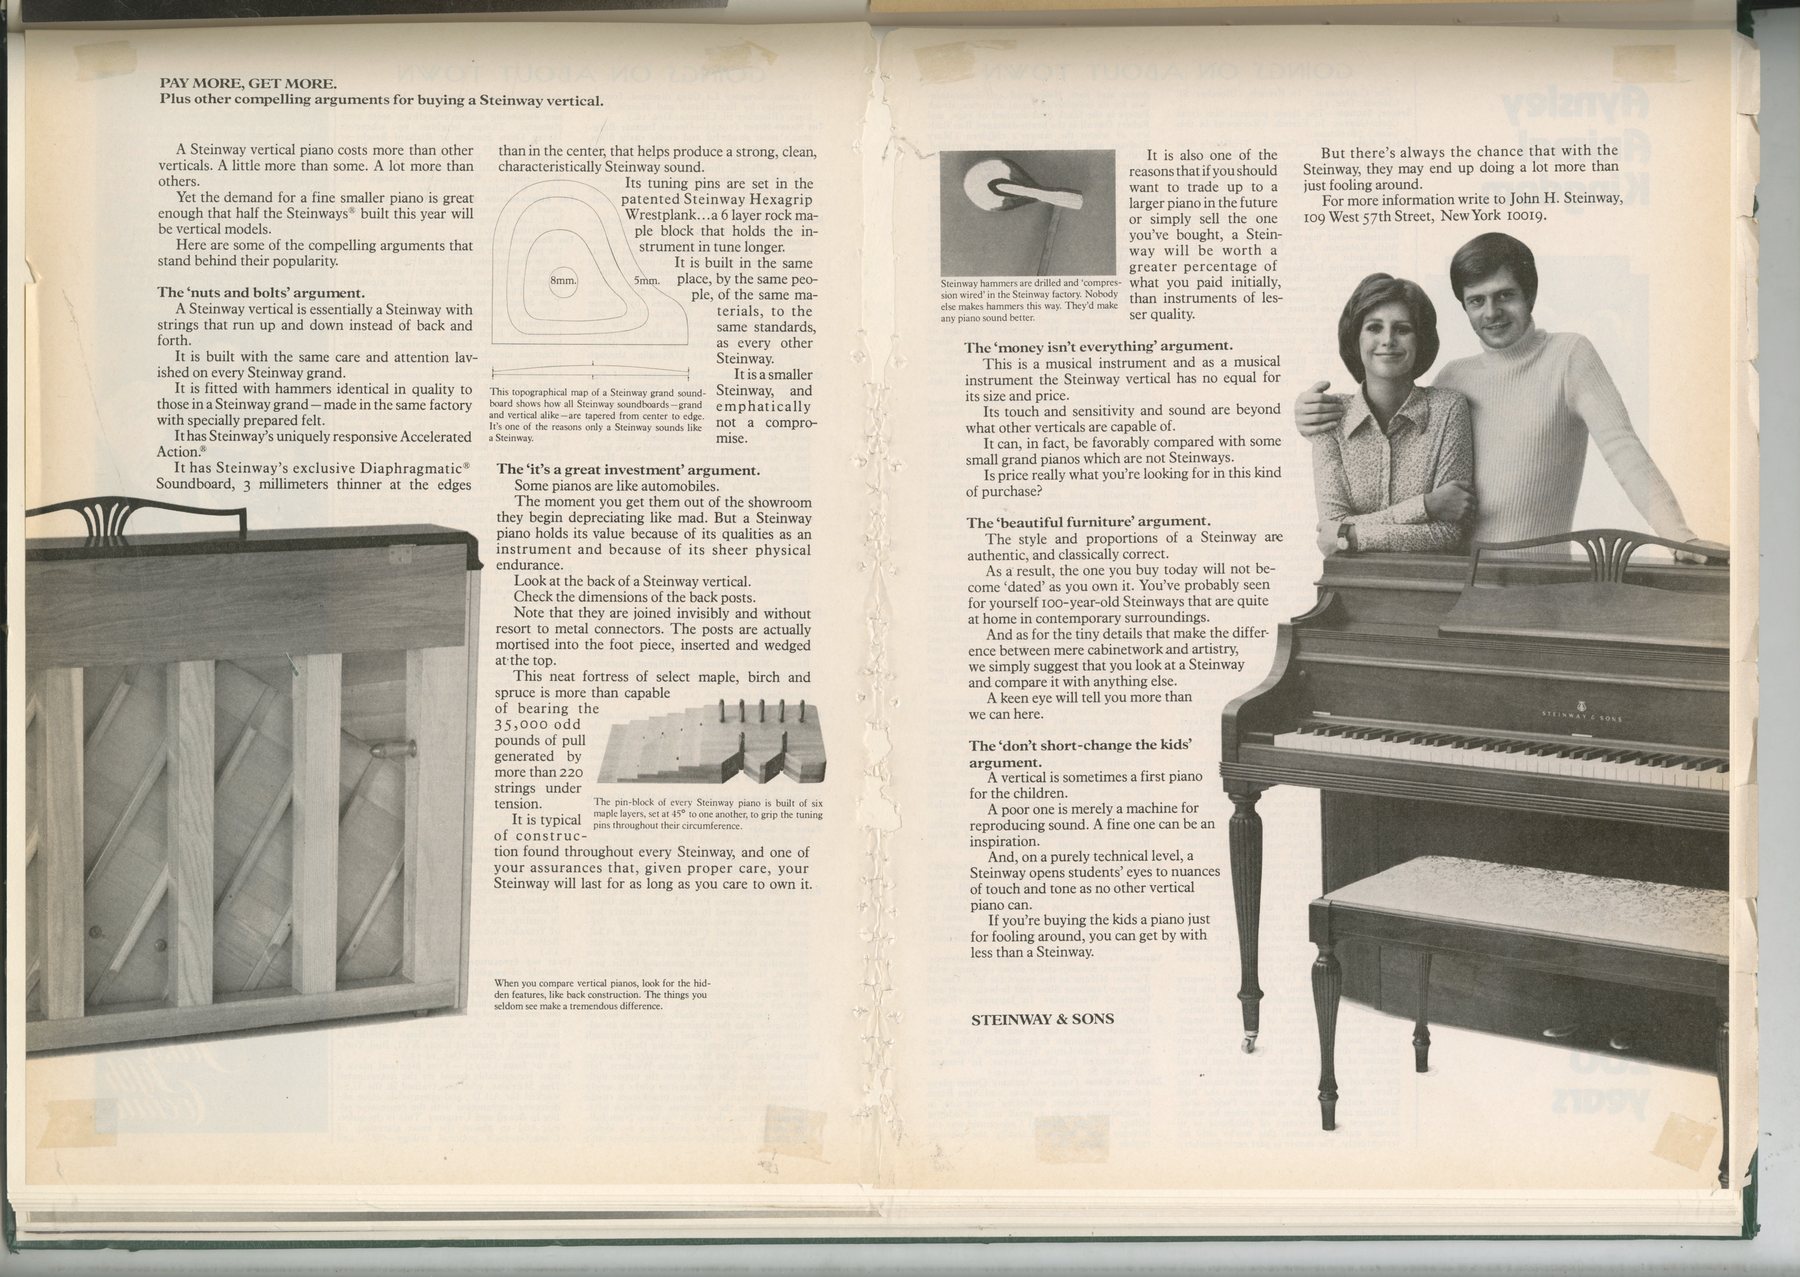 PAY MORE, GET MORE.
Plus other compelling arguments for buying a Steinway vertical.
A Steinway vertical piano costs more than other
verticals. A little more than some. A lot more than
others.
Yet the demand for a fine smaller piano is great
enough that half the Steinways® built this year will
be vertical models.
Here are some of the compelling arguments that
stand behind their popularity.
The ‘nuts and bolts’ argument.
A Steinway vertical is essentially a Steinway with
strings that run up and down instead of back and
forth.
It is built with the same care and attention lav-
ished on every Steinway grand.
It is fitted with hammers identical in quality to
those in a Steinway grand—made in the same factory
with specially prepared felt.
It has Steinway's uniquely responsive Accelerated
Action.®
It has Steinway's exclusive Diaphragmatic®
Soundboard, 3 millimeters thinner at the edges
than in the center, that helps produce a strong, clean,
characteristically Steinway sound.
Its tuning pins are set in the
patented Steinway Hexagrip
Wrestplank...a 6 layer rock ma-
ple block that holds the in-
strument in tune longer.
It is built in the same
place, by the same peo-
ple, of the same ma-
terials, to the
same standards,
as every other
Steinway.
It is a smaller
Steinway, and
emphatically
not a compro-
mise.
8mm.
5mm.
This topographical map of a Steinway grand sound-
board shows how all Steinway soundboards—grand
and vertical alike—are tapered from center to edge.
It's one of the reasons only a Steinway sounds like
a Steinway.
The ‘it's a great investment’ argument.
Some pianos are like automobiles.
The moment you get them out of the showroom
they begin depreciating like mad. But a Steinway
piano holds its value because of its qualities as an
instrument and because of its sheer physical
endurance.
Look at the back of a Steinway vertical.
Check the dimensions of the back posts.
Note that they are joined invisibly and without
resort to metal connectors. The posts are actually
mortised into the foot piece, inserted and wedged
at the top.
This neat fortress of select maple, birch and
spruce is more than capable
of bearing the
35,000 odd
pounds of pull
generated by
more than 220
strings under
tension.
It is typical
of construc-
tion found throughout every Steinway, and one of
your assurances that, given proper care, your
Steinway will last for as long as you care to own it.
The pin-block of every Steinway piano is built of six
maple layers, set at 45° to one another, to grip the tuning
pins throughout their circumference.
When you compare vertical pianos, look for the hid-
den features, like back construction. The things you
seldom see make a tremendous difference.
Steinway hammers are drilled and ‘compres-
sion wired’ in the Steinway factory. Nobody
else makes hammers this way. They'd make
any piano sound better.
It is also one of the
reasons that if you should
want to trade up to a
larger piano in the future
or simply sell the one
you've bought, a Stein-
way will be worth a
greater percentage of
what you paid initially,
than instruments of les-
ser quality.
The ‘money isn't everything’ argument.
This is a musical instrument and as a musical
instrument the Steinway vertical has no equal for
its size and price.
Its touch and sensitivity and sound are beyond
what other verticals are capable of.
It can, in fact, be favorably compared with some
small grand pianos which are not Steinways.
Is price really what you're looking for in this kind
of purchase?
The ‘beautiful furniture’ argument.
The style and proportions of a Steinway are
authentic, and classically correct.
As a result, the one you buy today will not be-
come ‘dated’ as you own it. You've probably seen
for yourself 100-year-old Steinways that are quite
at home in contemporary surroundings.
And as for the tiny details that make the differ-
ence between mere cabinetwork and artistry,
we simply suggest that you look at a Steinway
and compare it with anything else.
A keen eye will tell you more than
we can here.
The ‘don't short-change the kids’
argument.
A vertical is sometimes a first piano
for the children.
A poor one is merely a machine for
reproducing sound. A fine one can be an
inspiration.
And, on a purely technical level, a
Steinway opens students' eyes to nuances
of touch and tone as no other vertical
piano can.
If you're buying the kids a piano just
for fooling around, you can get by with
less than a Steinway.
But there's always the chance that with the
Steinway, they may end up doing a lot more than
just fooling around.
For more information write to John H. Steinway,
109 West 57th Street, New York 10019.
STEINWAY & SONS
STEINWAY & SONS